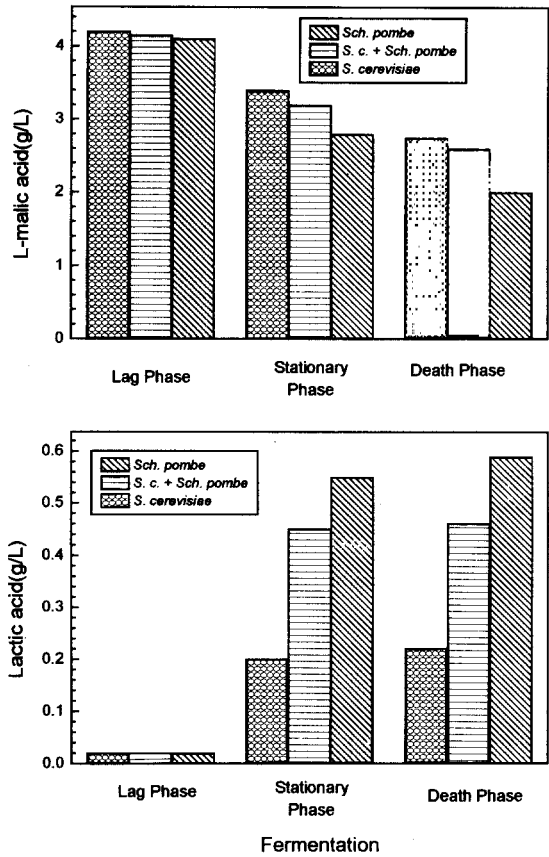 4
3
2
1
0
L-malic acid(g/L)
Sch. pombe
S. c. + Sch. pombe
S. cerevisiae
Lag Phase
Stationary
Phase
Death Phase
0.6
0.5
0.4
0.3
0.2
0.1
0.0
Lactic acid(g/L)
Sch. pombe
S. c. + Sch. pombe
S. cerevisiae
Lag Phase
Stationary
Phase
Death Phase
Fermentation